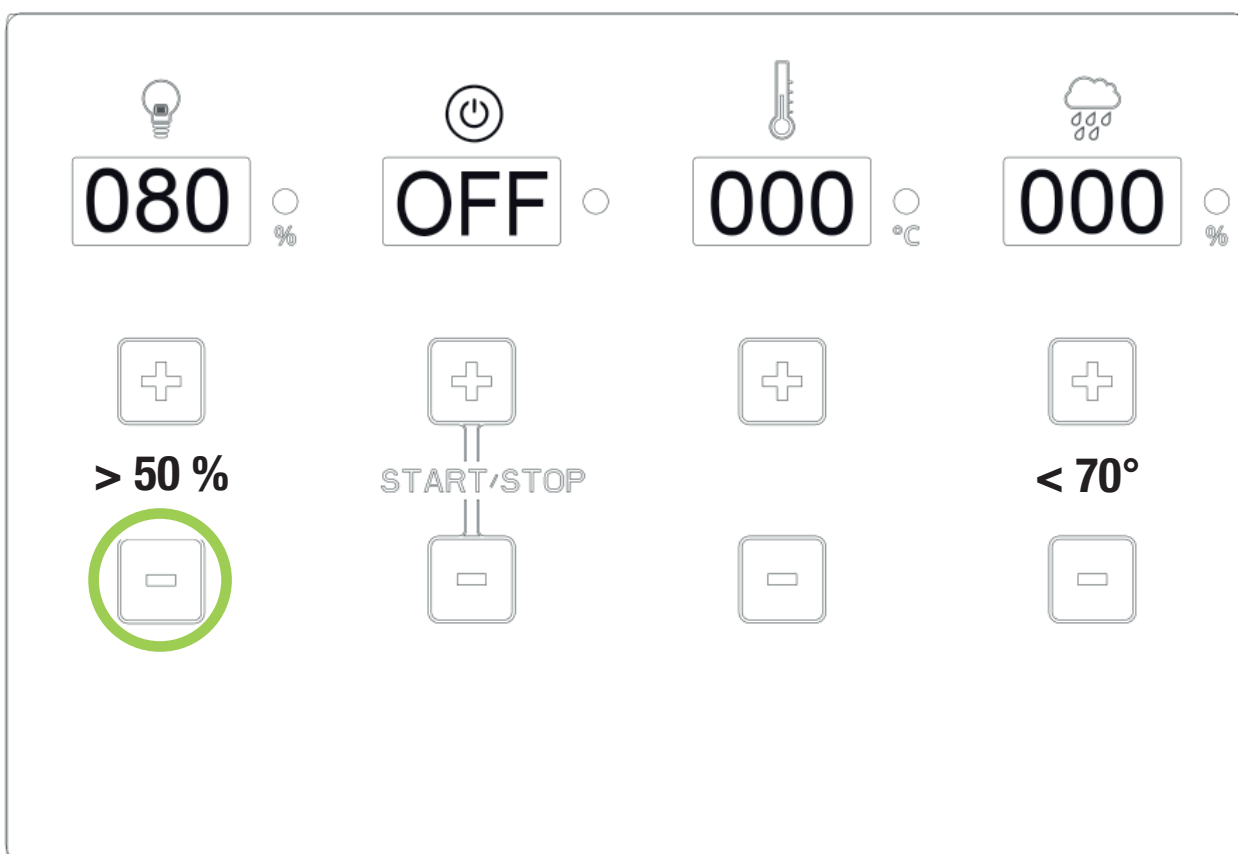 080 OFF 000 000
% °C %
+ + + +
> 50 % START/STOP < 70°
- - - -